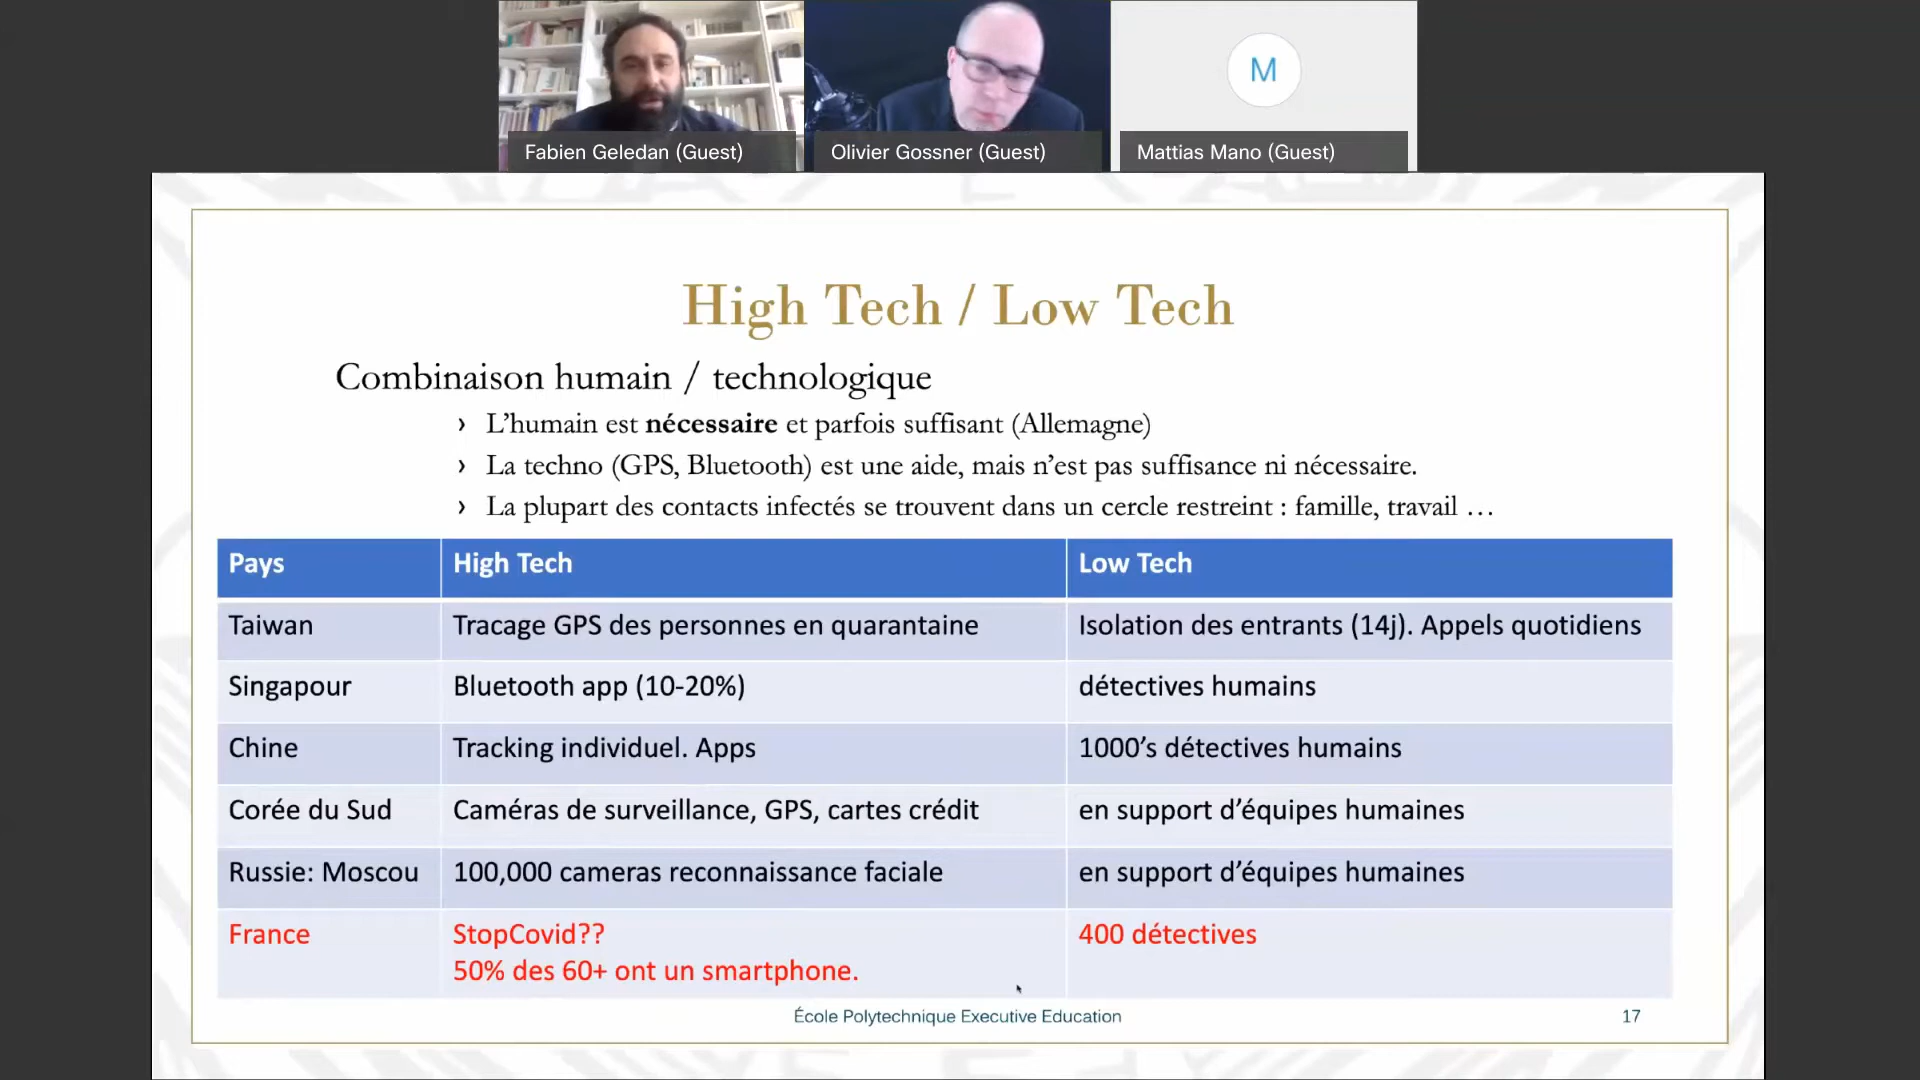 Fabien Geledan (Guest)
Olivier Gossner (Guest)
M
Mattias Mano (Guest)
High Tech / Low Tech
Combinaison humain / technologique
› L’humain est nécessaire et parfois suffisant (Allemagne)
› La techno (GPS, Bluetooth) est une aide, mais n’est pas suffisance ni nécessaire.
› La plupart des contacts infectés se trouvent dans un cercle restreint : famille, travail …
Pays High Tech Low Tech
Taiwan Tracage GPS des personnes en quarantaine Isolation des entrants (14j). Appels quotidiens
Singapour Bluetooth app (10-20%) détectives humains
Chine Tracking individuel. Apps 1000’s détectives humains
Corée du Sud Caméras de surveillance, GPS, cartes crédit en support d’équipes humaines
Russie: Moscou 100,000 cameras reconnaissance faciale en support d’équipes humaines
France StopCovid?? 400 détectives
50% des 60+ ont un smartphone.
École Polytechnique Executive Education 17